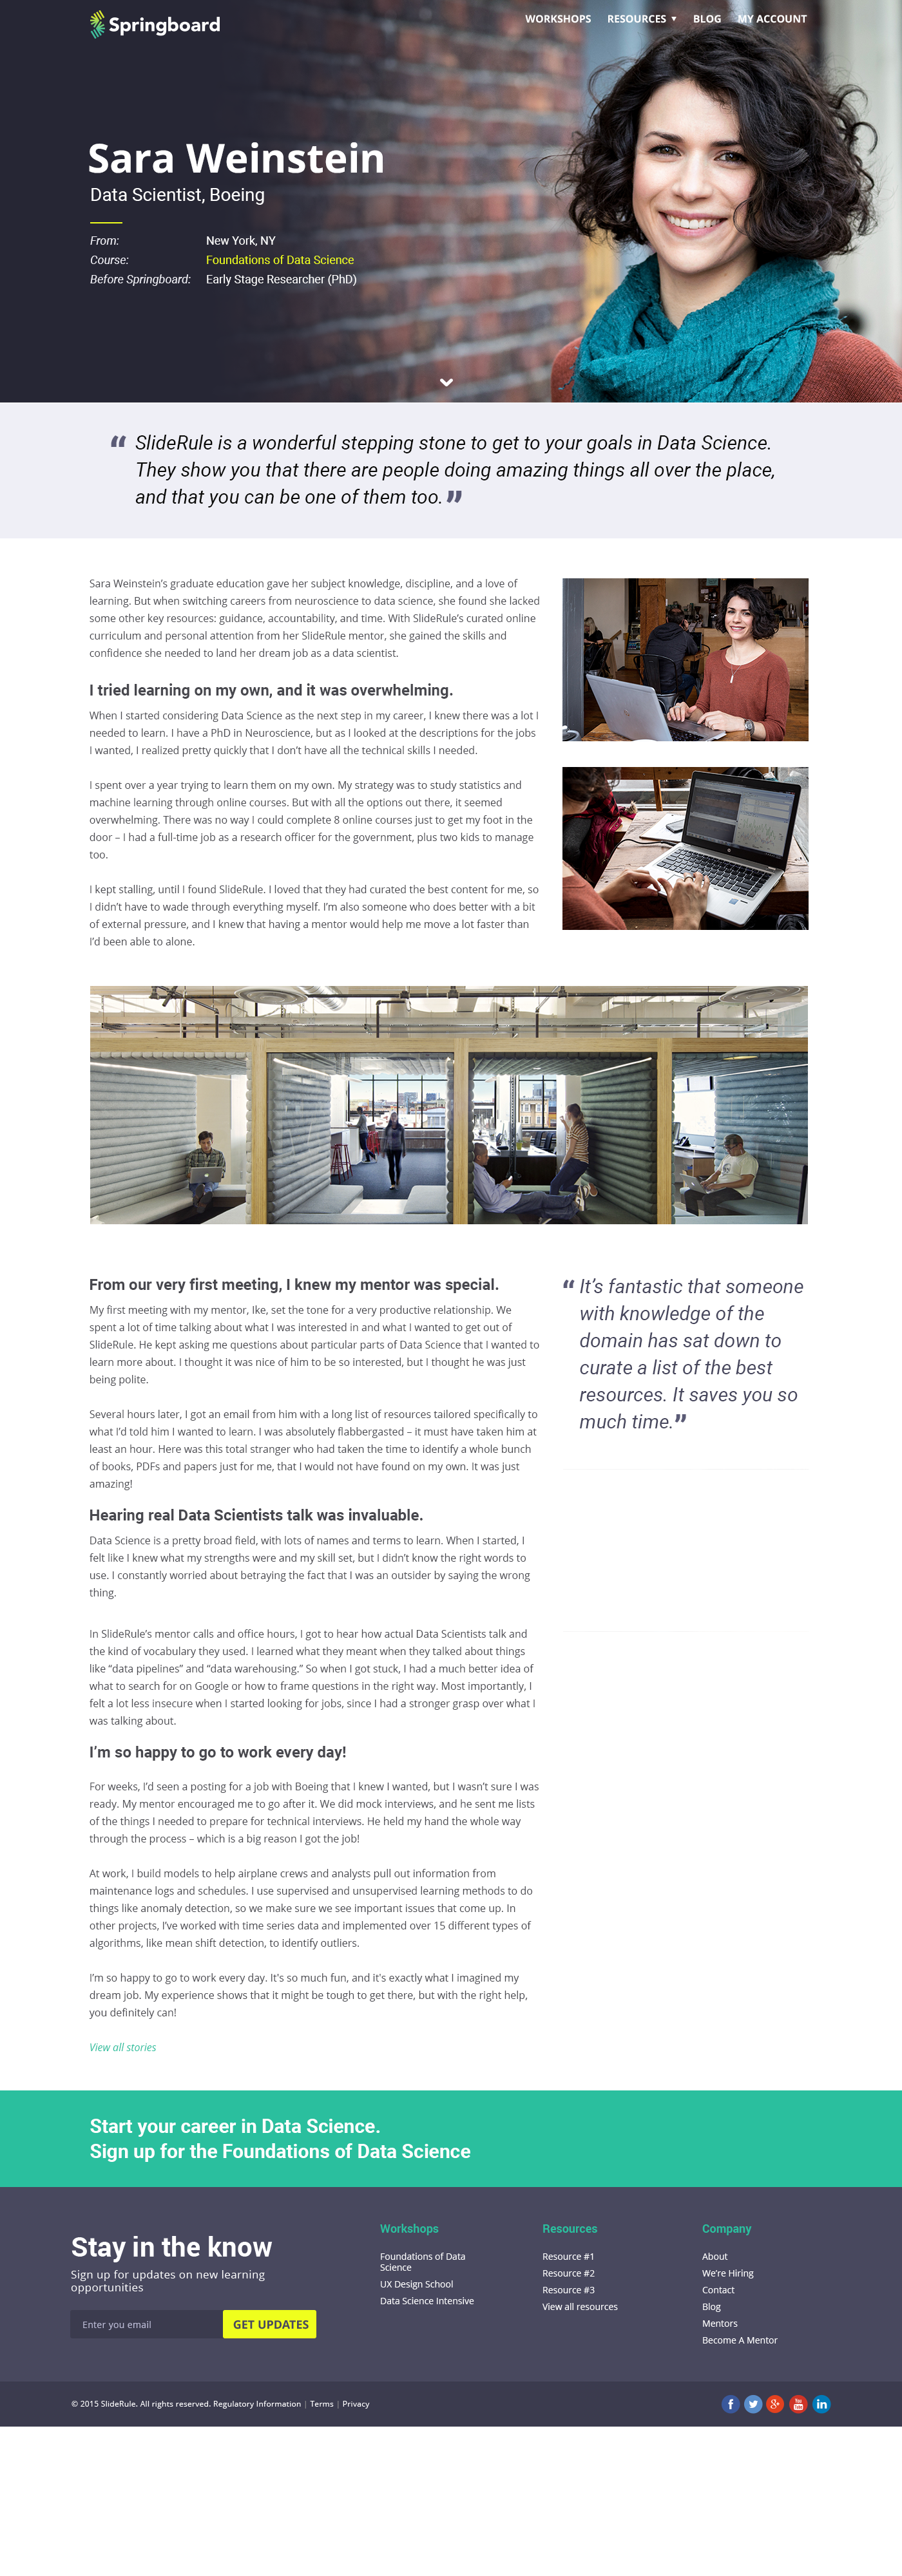 Springboard
WORKSHOPS RESOURCES ▼ BLOG MY ACCOUNT
Sara Weinstein
Data Scientist, Boeing
From: New York, NY
Course: Foundations of Data Science
Before Springboard: Early Stage Researcher (PhD)
“ SlideRule is a wonderful stepping stone to get to your goals in Data Science.
They show you that there are people doing amazing things all over the place,
and that you can be one of them too. ”
Sara Weinstein’s graduate education gave her subject knowledge, discipline, and a love of
learning. But when switching careers from neuroscience to data science, she found she lacked
some other key resources: guidance, accountability, and time. With SlideRule’s curated online
curriculum and personal attention from her SlideRule mentor, she gained the skills and
confidence she needed to land her dream job as a data scientist.
I tried learning on my own, and it was overwhelming.
When I started considering Data Science as the next step in my career, I knew there was a lot I
needed to learn. I have a PhD in Neuroscience, but as I looked at the descriptions for the jobs
I wanted, I realized pretty quickly that I don’t have all the technical skills I needed.
I spent over a year trying to learn them on my own. My strategy was to study statistics and
machine learning through online courses. But with all the options out there, it seemed
overwhelming. There was no way I could complete 8 online courses just to get my foot in the
door – I had a full-time job as a research officer for the government, plus two kids to manage
too.
I kept stalling, until I found SlideRule. I loved that they had curated the best content for me, so
I didn’t have to wade through everything myself. I’m also someone who does better with a bit
of external pressure, and I knew that having a mentor would help me move a lot faster than
I’d been able to alone.
From our very first meeting, I knew my mentor was special.
My first meeting with my mentor, Ike, set the tone for a very productive relationship. We
spent a lot of time talking about what I was interested in and what I wanted to get out of
SlideRule. He kept asking me questions about particular parts of Data Science that I wanted to
learn more about. I thought it was nice of him to be so interested, but I thought he was just
being polite.
Several hours later, I got an email from him with a long list of resources tailored specifically to
what I’d told him I wanted to learn. I was absolutely flabbergasted – it must have taken him at
least an hour. Here was this total stranger who had taken the time to identify a whole bunch
of books, PDFs and papers just for me, that I would not have found on my own. It was just
amazing!
“ It’s fantastic that someone
with knowledge of the
domain has sat down to
curate a list of the best
resources. It saves you so
much time.”
Hearing real Data Scientists talk was invaluable.
Data Science is a pretty broad field, with lots of names and terms to learn. When I started, I
felt like I knew what my strengths were and my skill set, but I didn’t know the right words to
use. I constantly worried about betraying the fact that I was an outsider by saying the wrong
thing.
In SlideRule’s mentor calls and office hours, I got to hear how actual Data Scientists talk and
the kind of vocabulary they used. I learned what they meant when they talked about things
like “data pipelines” and “data warehousing.” So when I got stuck, I had a much better idea of
what to search for on Google or how to frame questions in the right way. Most importantly, I
felt a lot less insecure when I started looking for jobs, since I had a stronger grasp over what I
was talking about.
I’m so happy to go to work every day!
For weeks, I’d seen a posting for a job with Boeing that I knew I wanted, but I wasn’t sure I was
ready. My mentor encouraged me to go after it. We did mock interviews, and he sent me lists
of the things I needed to prepare for technical interviews. He held my hand the whole way
through the process – which is a big reason I got the job!
At work, I build models to help airplane crews and analysts pull out information from
maintenance logs and schedules. I use supervised and unsupervised learning methods to do
things like anomaly detection, so we make sure we see important issues that come up. In
other projects, I’ve worked with time series data and implemented over 15 different types of
algorithms, like mean shift detection, to identify outliers.
I'm so happy to go to work every day. It's so much fun, and it's exactly what I imagined my
dream job. My experience shows that it might be tough to get there, but with the right help,
you definitely can!
View all stories
Start your career in Data Science.
Sign up for the Foundations of Data Science
Stay in the know
Sign up for updates on new learning
opportunities
Enter you email GET UPDATES
Workshops
Foundations of Data
Science
UX Design School
Data Science Intensive
Resources
Resource #1
Resource #2
Resource #3
View all resources
Company
About
We’re Hiring
Contact
Blog
Mentors
Become A Mentor
© 2015 SlideRule. All rights reserved. Regulatory Information | Terms | Privacy